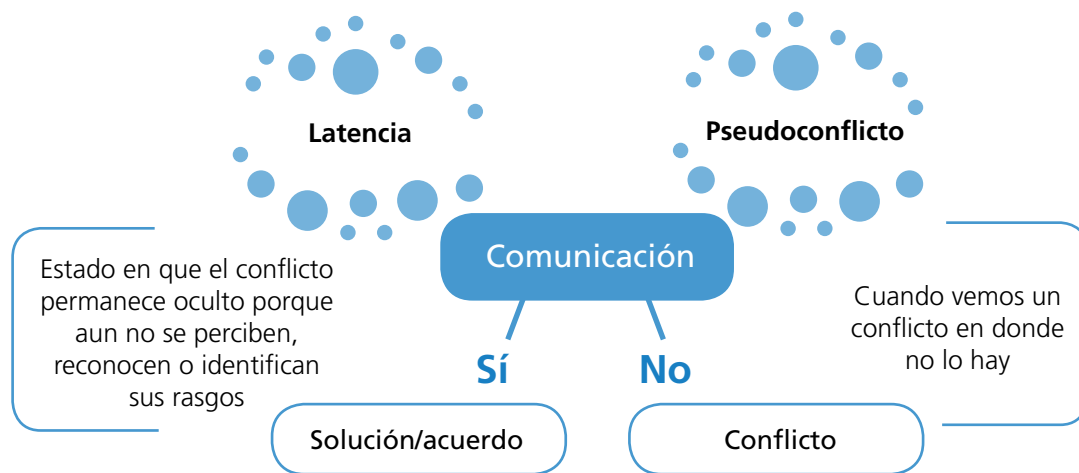 Latencia
Pseudoconflicto
Comunicación
Estado en que el conflicto
permanece oculto porque
aun no se perciben,
reconocen o identifican
sus rasgos
Cuando vemos un
conflicto en donde
no lo hay
Sí
No
Solución/acuerdo
Conflicto